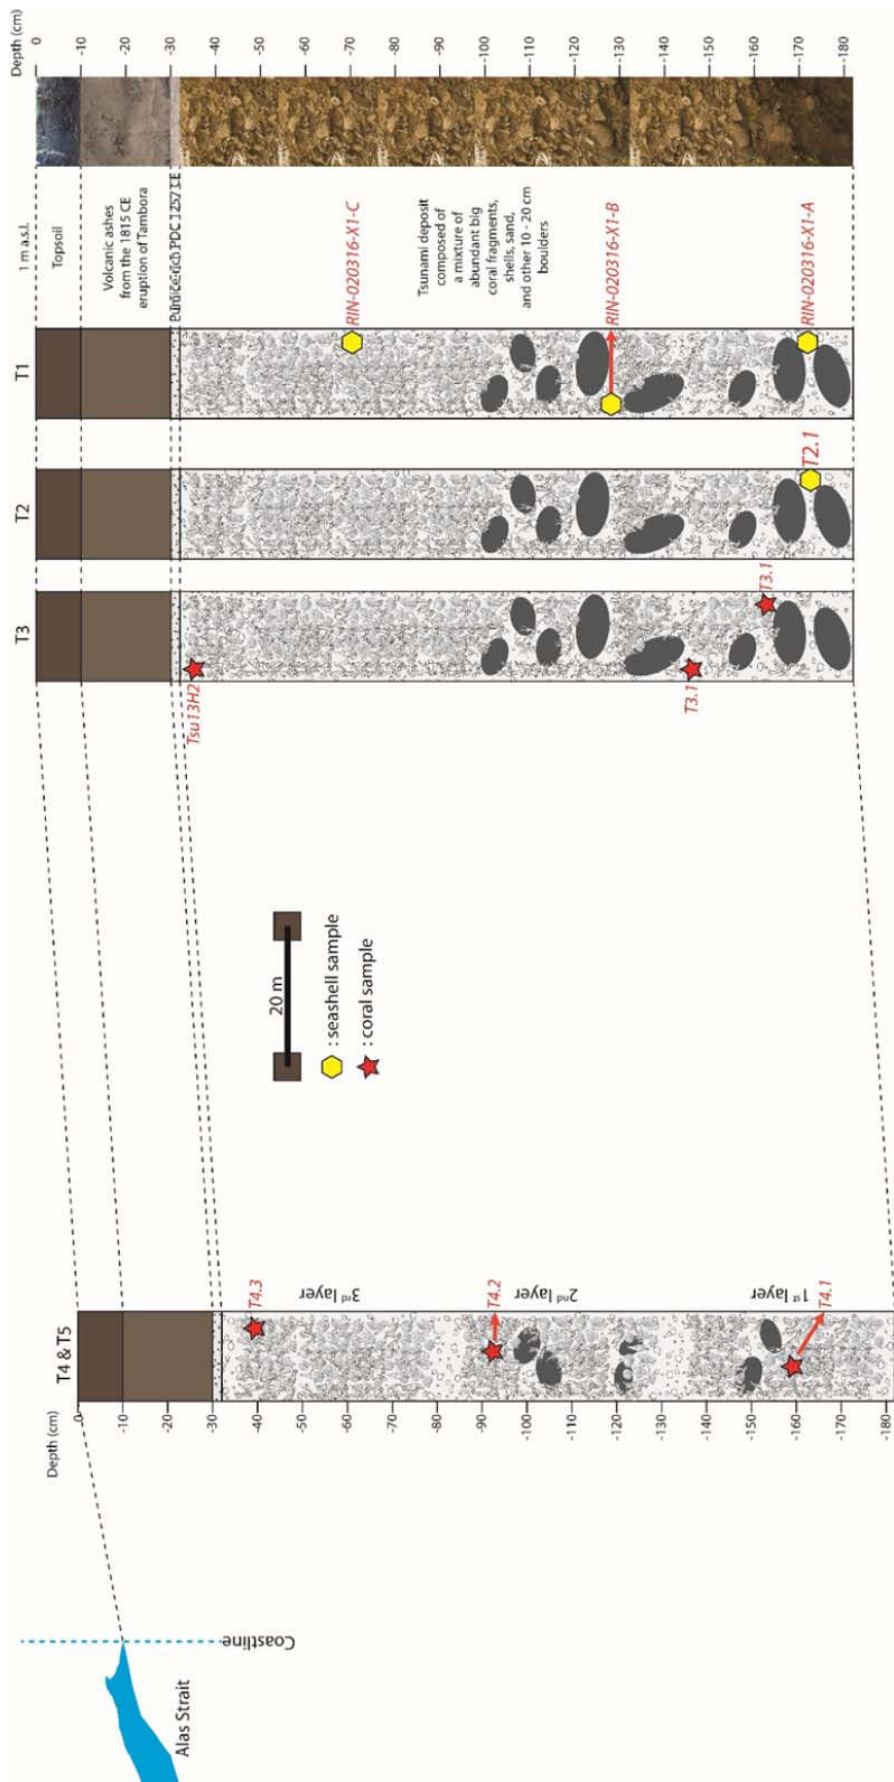 Depth (cm)
0
-10
-20
-30
-40
-50
-60
-70
-80
-90
-100
-110
-120
-130
-140
-150
-160
-170
-180
1 m a.s.l.
Topsoil
Volcanic ashes
from the 1815 CE
eruption of Tambora
Pumice-rich PDC 1257 CE
Tsunami deposit
composed of
a mixture of
abundant big
coral fragments,
shells, sand,
and other 10 - 20 cm
boulders
T1
RIN-020316-X1-C
RIN-020316-X1-B
RIN-020316-X1-A
T2
T2.1
T3
Tsu13H2
T3.1
T3.1
20 m
: seashell sample
: coral sample
T4 & T5
T4.3
T4.2
T4.1
3rd layer
2nd layer
1st layer
Depth (cm)
0
-10
-20
-30
-40
-50
-60
-70
-80
-90
-100
-110
-120
-130
-140
-150
-160
-170
-180
Coastline
Alas Strait